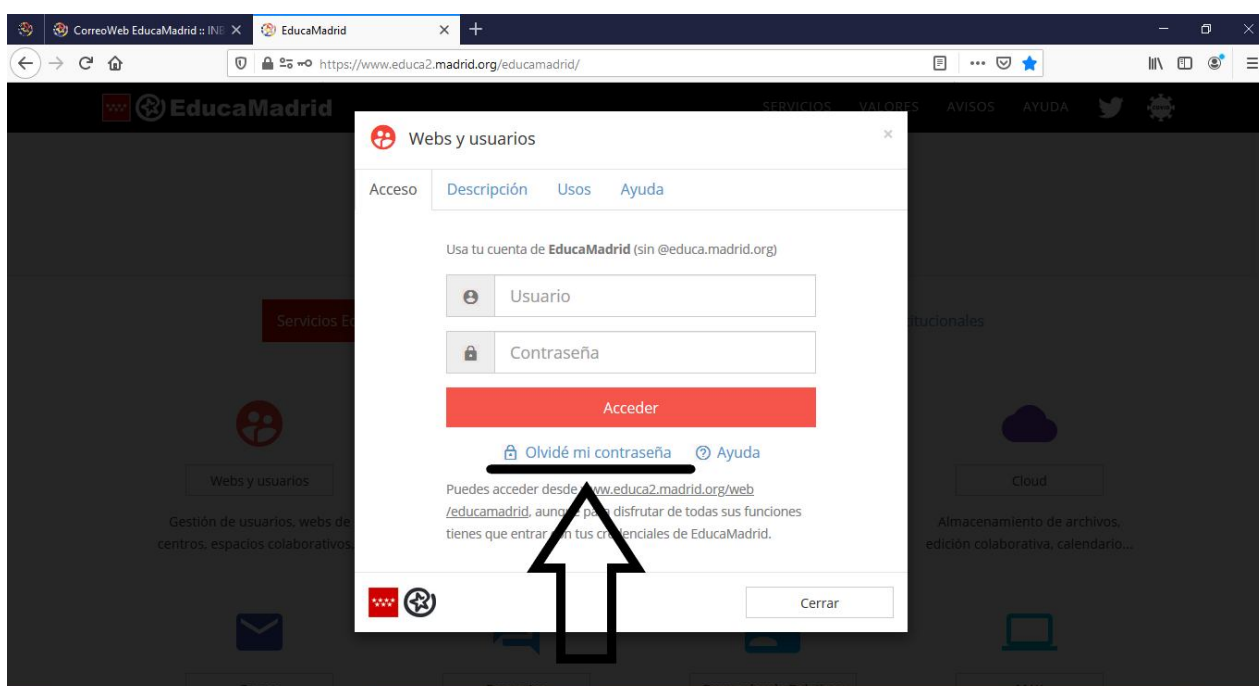 CorreoWeb EducaMadrid :: INB
EducaMadrid
https://www.educa2.madrid.org/educamadrid/
EducaMadrid
SERVICIOS VALORES AVISOS AYUDA
Webs y usuarios
Acceso Descripción Usos Ayuda
Usa tu cuenta de EducaMadrid (sin @educa.madrid.org)
Usuario
Contraseña
Acceder
Olvidé mi contraseña Ayuda
Puedes acceder desde www.educa2.madrid.org/web
/educamadrid, aunque para disfrutar de todas sus funciones
tienes que entrar con tus credenciales de EducaMadrid.
Cerrar
Servicios
Webs y usuarios
Gestión de usuarios, webs de
centros, espacios colaborativos
Cloud
Almacenamiento de archivos,
edición colaborativa, calendario...